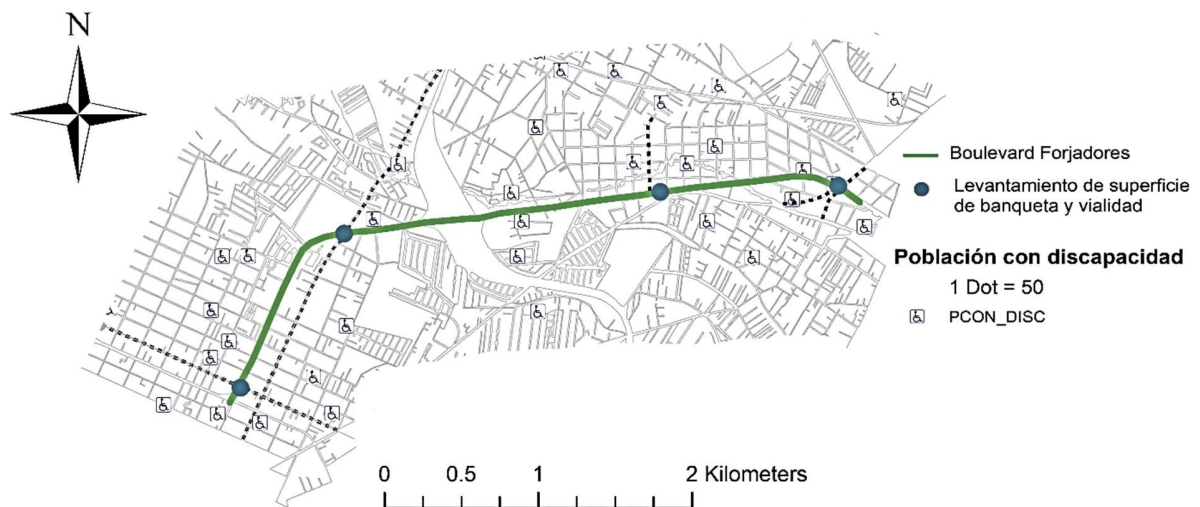 N
Boulevard Forjadores
Levantamiento de superficie
de banqueta y vialidad
Población con discapacidad
1 Dot = 50
PCON_DISC
0 0.5 1 2 Kilometers